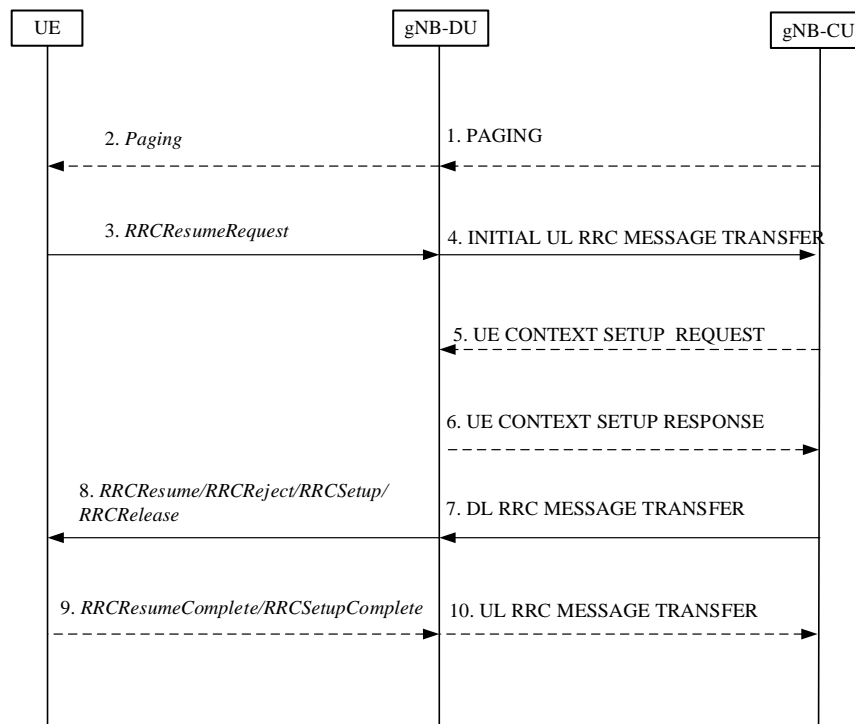 UE
gNB-DU
gNB-CU
2. Paging
1. PAGING
3. RRCResumeRequest
4. INITIAL UL RRC MESSAGE TRANSFER
5. UE CONTEXT SETUP  REQUEST
6. UE CONTEXT SETUP RESPONSE
8. RRCResume/RRCReject/RRCSetup/
RRCRelease
7. DL RRC MESSAGE TRANSFER
9. RRCResumeComplete/RRCSetupComplete
10. UL RRC MESSAGE TRANSFER